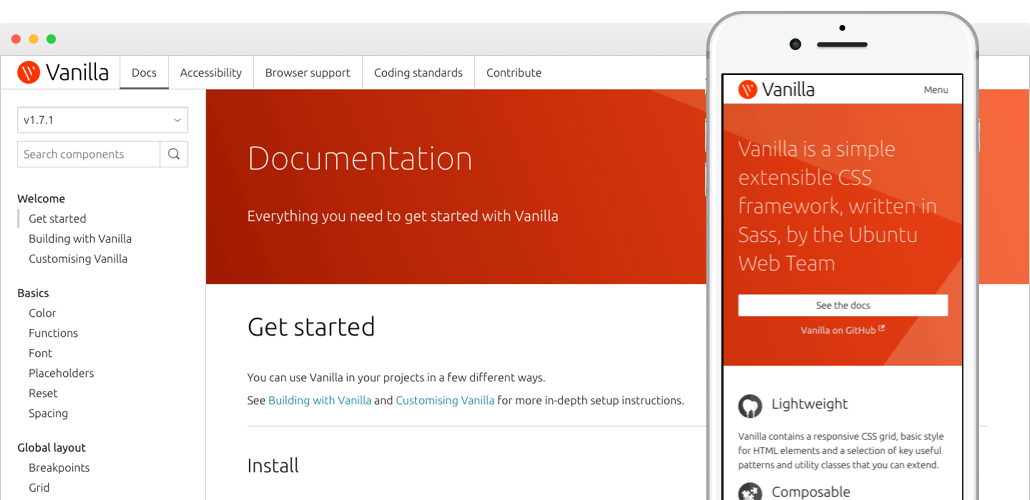 Vanilla
Docs
Accessibility
Browser support
Coding standards
Contribute
v1.7.1
Search components
Welcome
Get started
Building with Vanilla
Customising Vanilla
Basics
Color
Functions
Font
Placeholders
Reset
Spacing
Global layout
Breakpoints
Grid
Documentation
Everything you need to get started with Vanilla
Get started
You can use Vanilla in your projects in a few different ways.
See Building with Vanilla and Customising Vanilla for more in-depth setup instructions.
Install
Vanilla
Menu
Vanilla is a simple
extensible CSS
framework, written in
Sass, by the Ubuntu
Web Team
See the docs
Vanilla on GitHub
Lightweight
Vanilla contains a responsive CSS grid, basic style
for HTML elements and a selection of key useful
patterns and utility classes that you can extend.
Composable